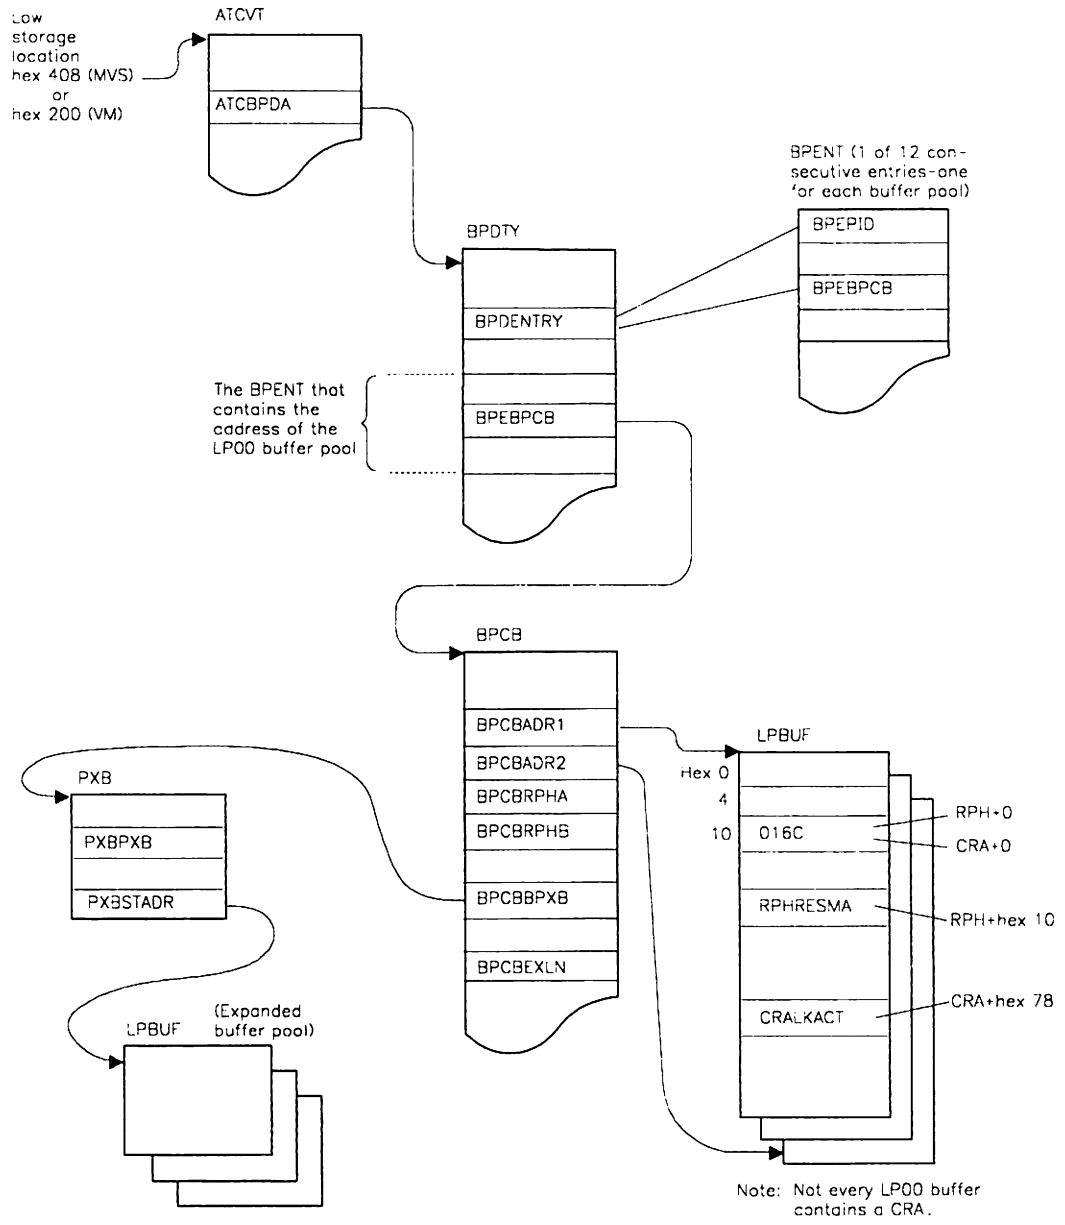 ATCVT
Low
storage
location
hex 408 (MVS)
or
hex 200 (VM)
ATCBPDA
BPENT (1 of 12 con-
secutive entries-one
for each buffer pool)
BPEPID
BPEBPCB
BPDTY
BPDENTRY
BPEBPCB
The BPENT that
contains the
address of the
LP00 buffer pool
BPCB
BPCBADR1
BPCBADR2
BPCBRPHA
BPCBRPHB
BPCBBPXB
BPCBEXLN
PXB
PXBPXB
PXBSTADR
LPBUF
(Expanded
buffer pool)
LPBUF
Hex 0
4
10
016C
RPH+0
CRA+0
RPHRESMA
RPH+hex 10
CRALKACT
CRA+hex 78
Note: Not every LP00 buffer
contains a CRA.